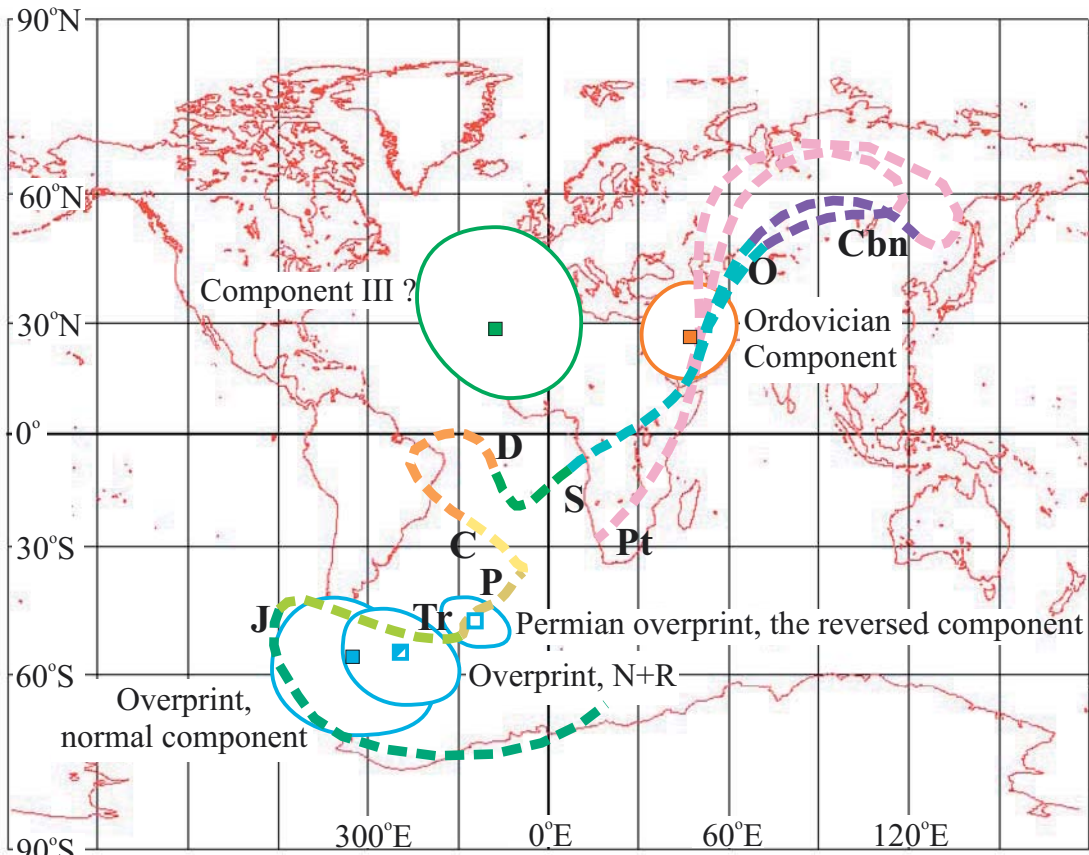 90°N
60°N
Cbn
O
Component III ?
30°N
Ordovician
Component
0°
D
S
30°S
C
Pt
P
J
Tr
Permian overprint, the reversed component
60°S
Overprint, N+R
Overprint,
normal component
300°E
0°E
60°E
120°E
90°S